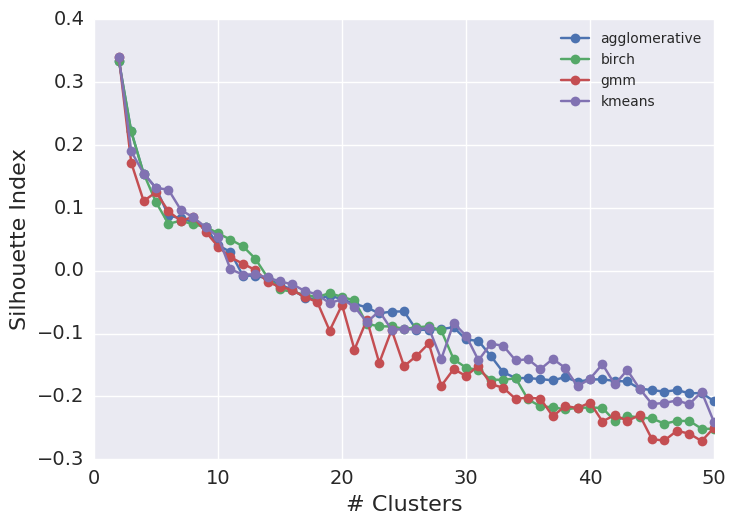 0.4
agglomerative
birch
0.3
gmm
kmeans
0.2
0.1
0.0
−0.1
−0.2
−0.3
Silhouette Index
0 10 20 30 40 50
# Clusters